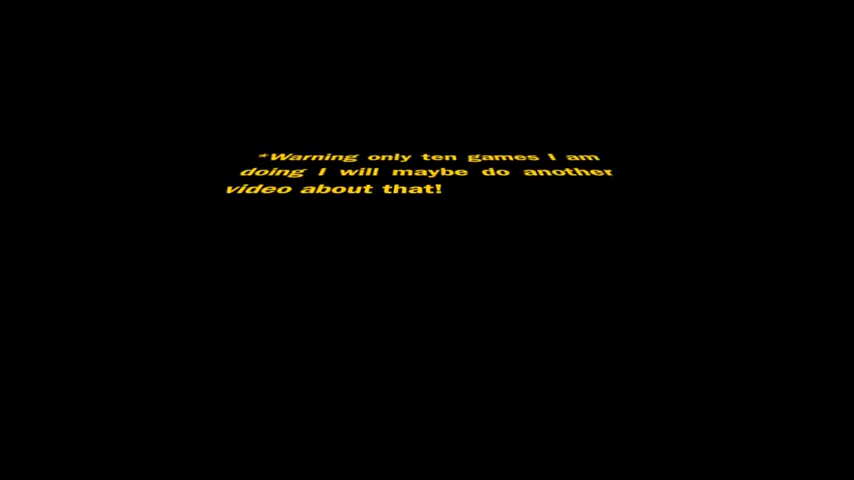 *Warning only ten games I am
doing I will maybe do another
video about that!